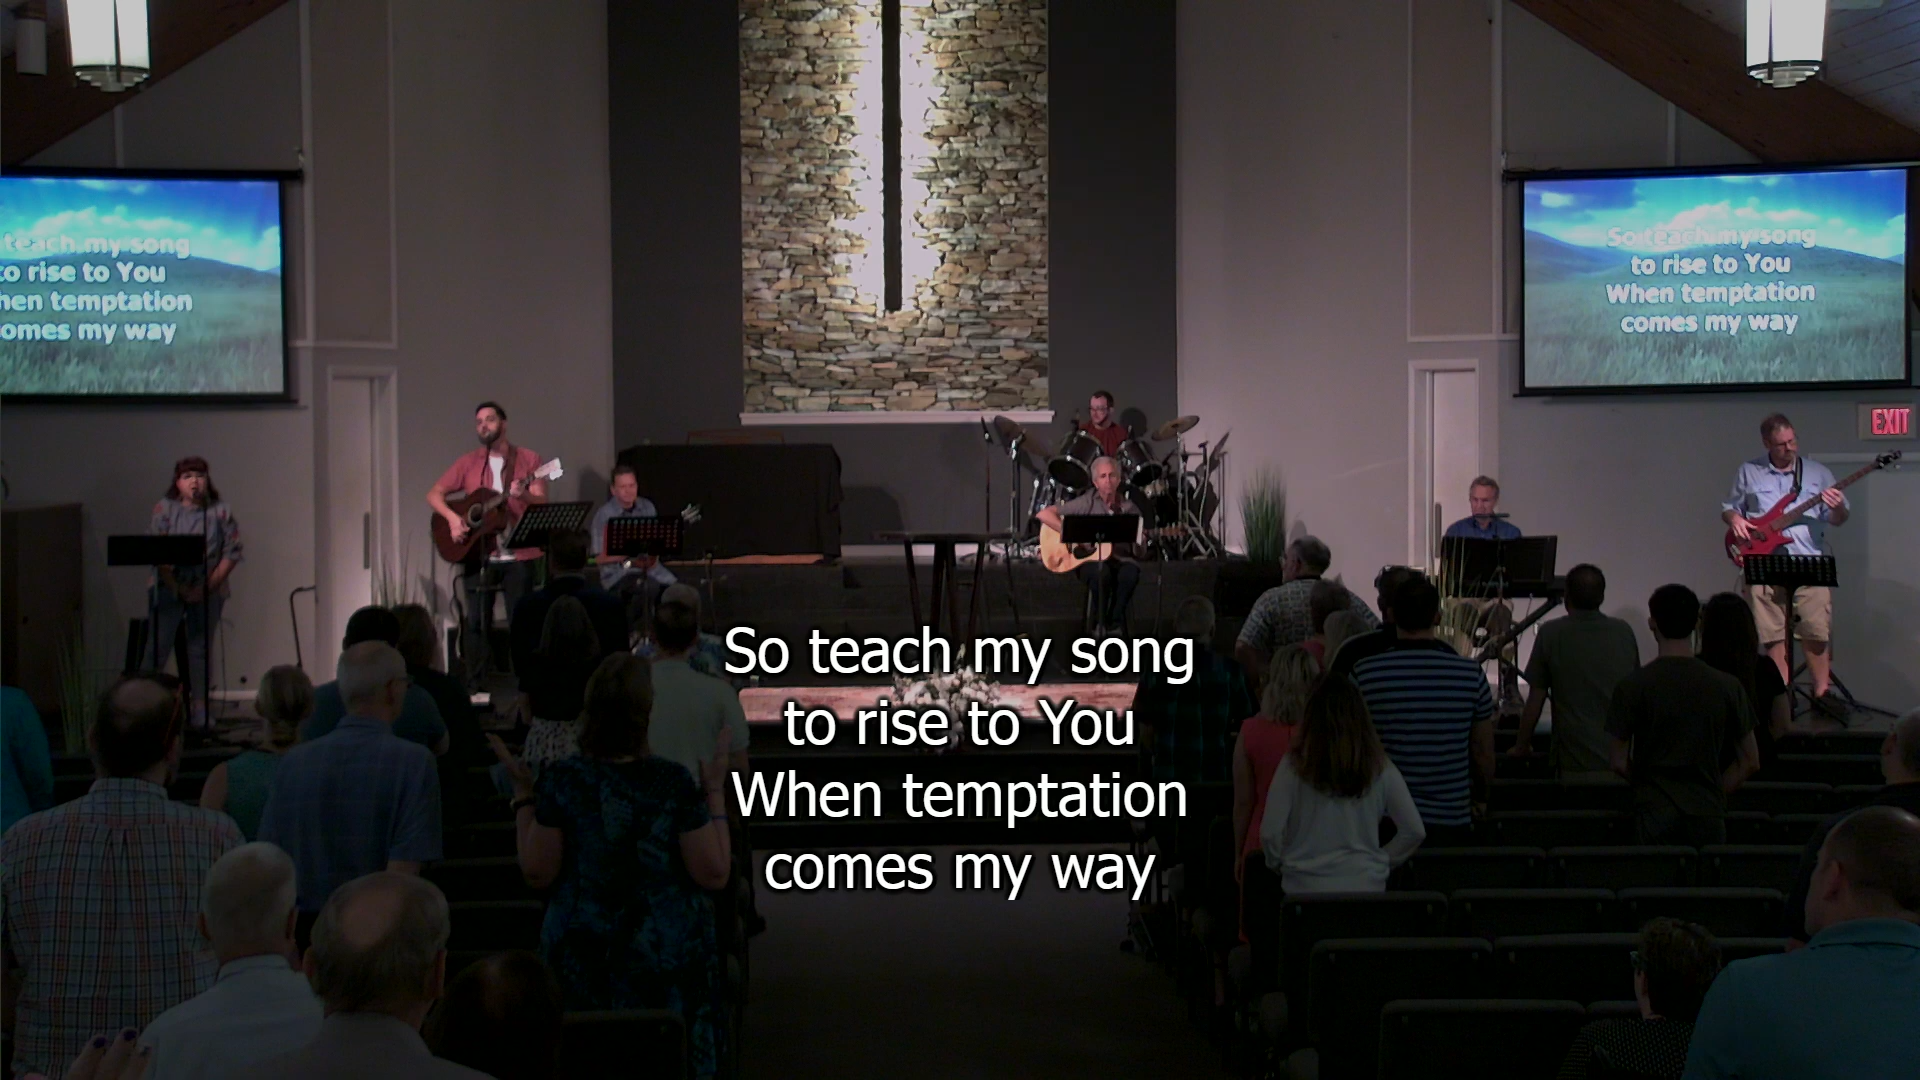 teach my song
to rise to You
hen temptation
omes my way
So teach my song
to rise to You
When temptation
comes my way
EXIT
So teach my song
to rise to You
When temptation
comes my way